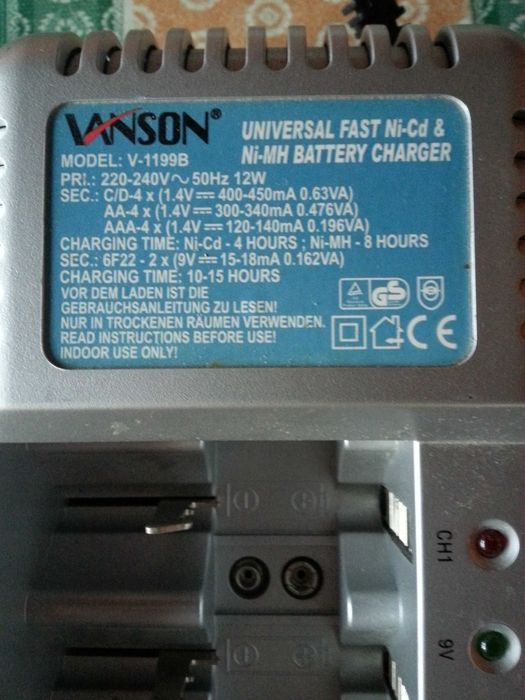 VANSON®
UNIVERSAL FAST Ni-Cd &
Ni-MH BATTERY CHARGER
MODEL: V-1199B
PRI.: 220-240V ~ 50Hz 12W
SEC.: C/D-4 x (1.4V ⎓ 400-450mA 0.63VA)
AA-4 x (1.4V ⎓ 300-340mA 0.476VA)
AAA-4 x (1.4V ⎓ 120-140mA 0.196VA)
CHARGING TIME: Ni-Cd - 4 HOURS ; Ni-MH - 8 HOURS
SEC.: 6F22 - 2 x (9V ⎓ 15-18mA 0.162VA)
CHARGING TIME: 10-15 HOURS
VOR DEM LADEN IST DIE
GEBRAUCHSANLEITUNG ZU LESEN!
NUR IN TROCKENEN RÄUMEN VERWENDEN.
READ INSTRUCTIONS BEFORE USE!
INDOOR USE ONLY!
GS
CE
CH1
9V